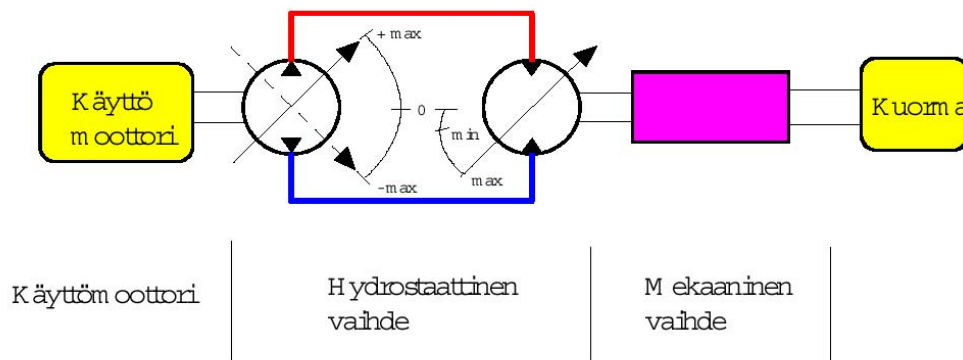 Käyttö
moottori
+ max
0
min
max
-max
Kuorma
Käyttömoottori
Hydrostaattinen
vaihde
Mekaaninen
vaihde